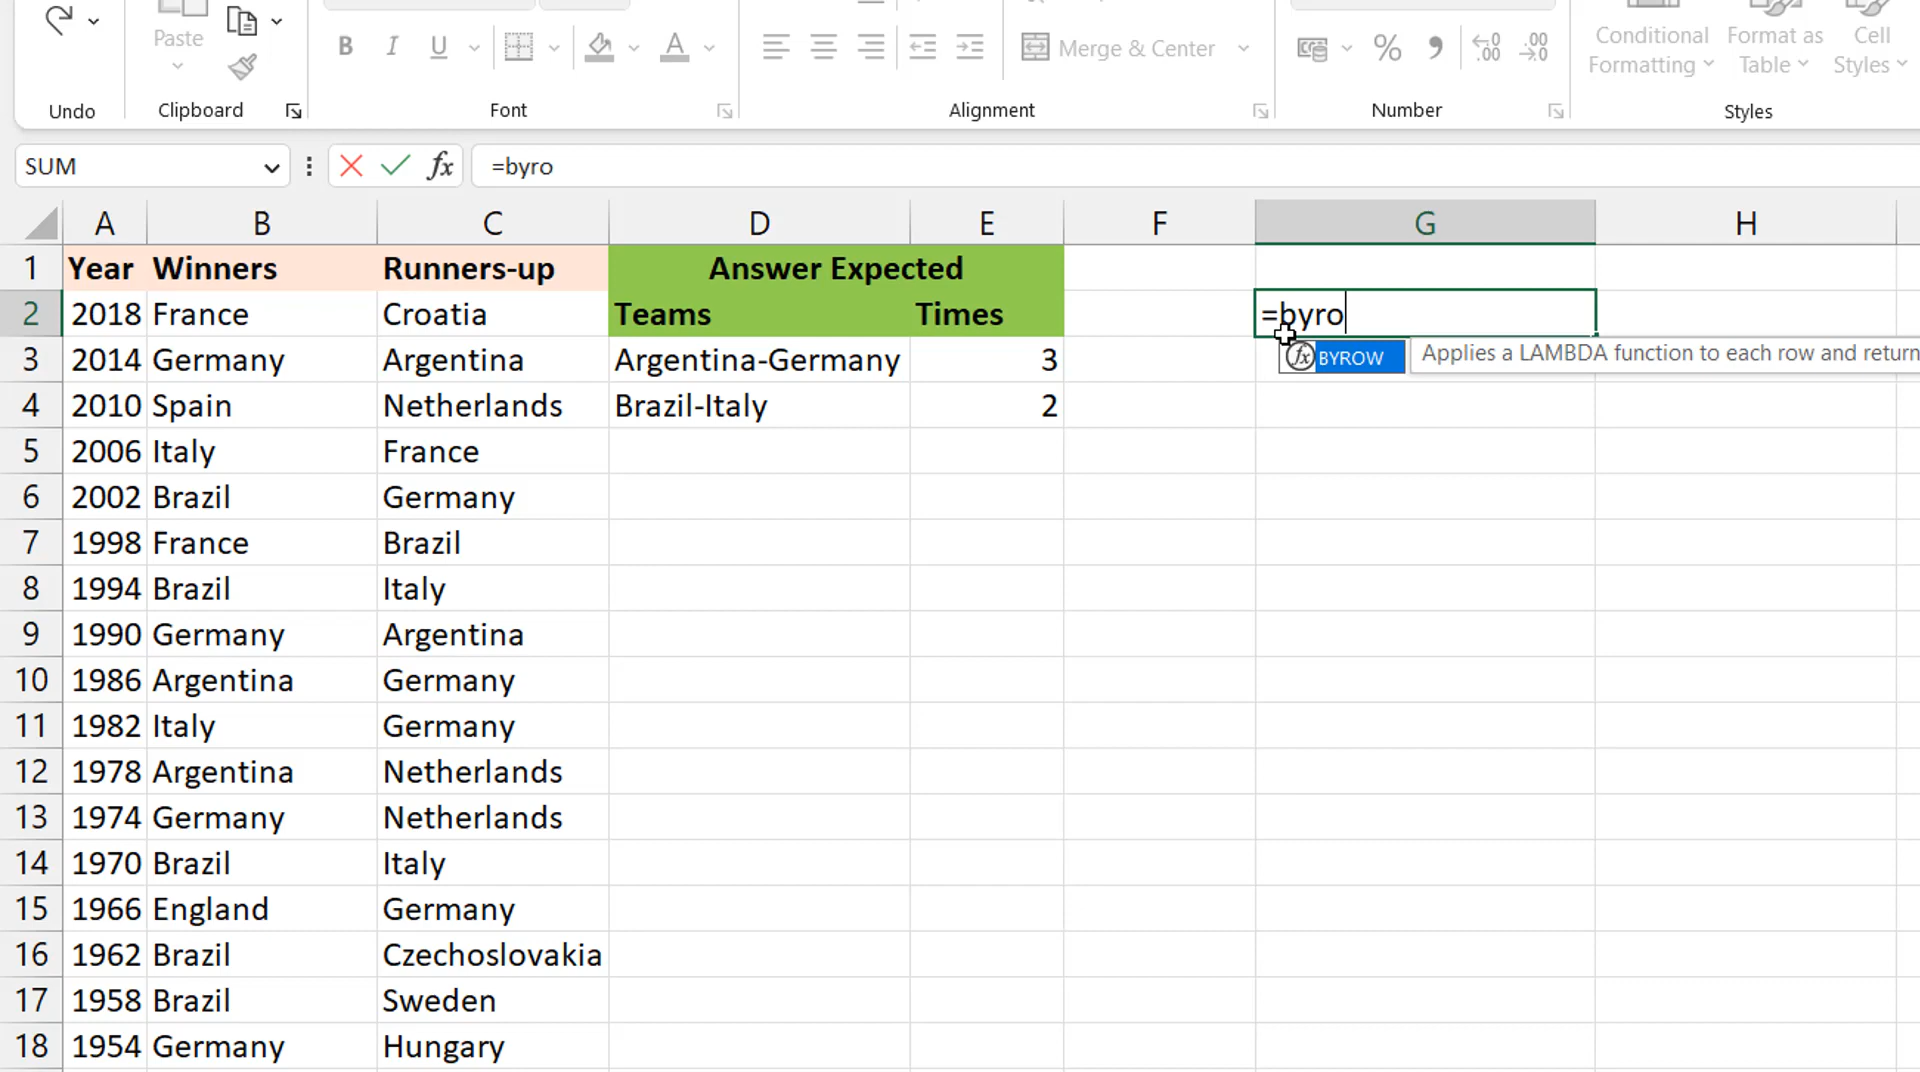 Paste
Conditional Formatting
Format as Table
Cell Styles
B I U A
Merge & Center
% 9 .00
Undo Clipboard Font Alignment Number Styles
SUM fx =byro
A B C D E F G H
1 Year Winners Runners-up Answer Expected
2 2018 France Croatia Teams Times =byro
fx BYROW Applies a LAMBDA function to each row and return
3 2014 Germany Argentina Argentina-Germany 3
4 2010 Spain Netherlands Brazil-Italy 2
5 2006 Italy France
6 2002 Brazil Germany
7 1998 France Brazil
8 1994 Brazil Italy
9 1990 Germany Argentina
10 1986 Argentina Germany
11 1982 Italy Germany
12 1978 Argentina Netherlands
13 1974 Germany Netherlands
14 1970 Brazil Italy
15 1966 England Germany
16 1962 Brazil Czechoslovakia
17 1958 Brazil Sweden
18 1954 Germany Hungary